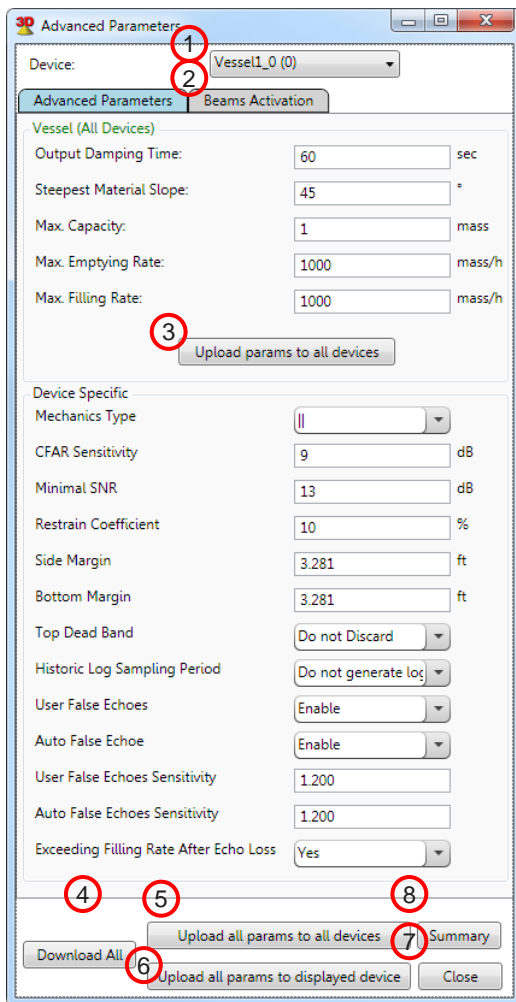 3D Advanced Parameters
1
Device: Vessel1_0 (0)
2
Advanced Parameters Beams Activation
Vessel (All Devices)
Output Damping Time: 60 sec
Steepest Material Slope: 45 °
Max. Capacity: 1 mass
Max. Emptying Rate: 1000 mass/h
Max. Filling Rate: 1000 mass/h
3
Upload params to all devices
Device Specific
Mechanics Type ||
CFAR Sensitivity 9 dB
Minimal SNR 13 dB
Restrain Coefficient 10 %
Side Margin 3.281 ft
Bottom Margin 3.281 ft
Top Dead Band Do not Discard
Historic Log Sampling Period Do not generate log
User False Echoes Enable
Auto False Echoe Enable
User False Echoes Sensitivity 1.200
Auto False Echoes Sensitivity 1.200
Exceeding Filling Rate After Echo Loss Yes
4 5 8
Upload all params to all devices 7 Summary
Download All
6 Upload all params to displayed device Close